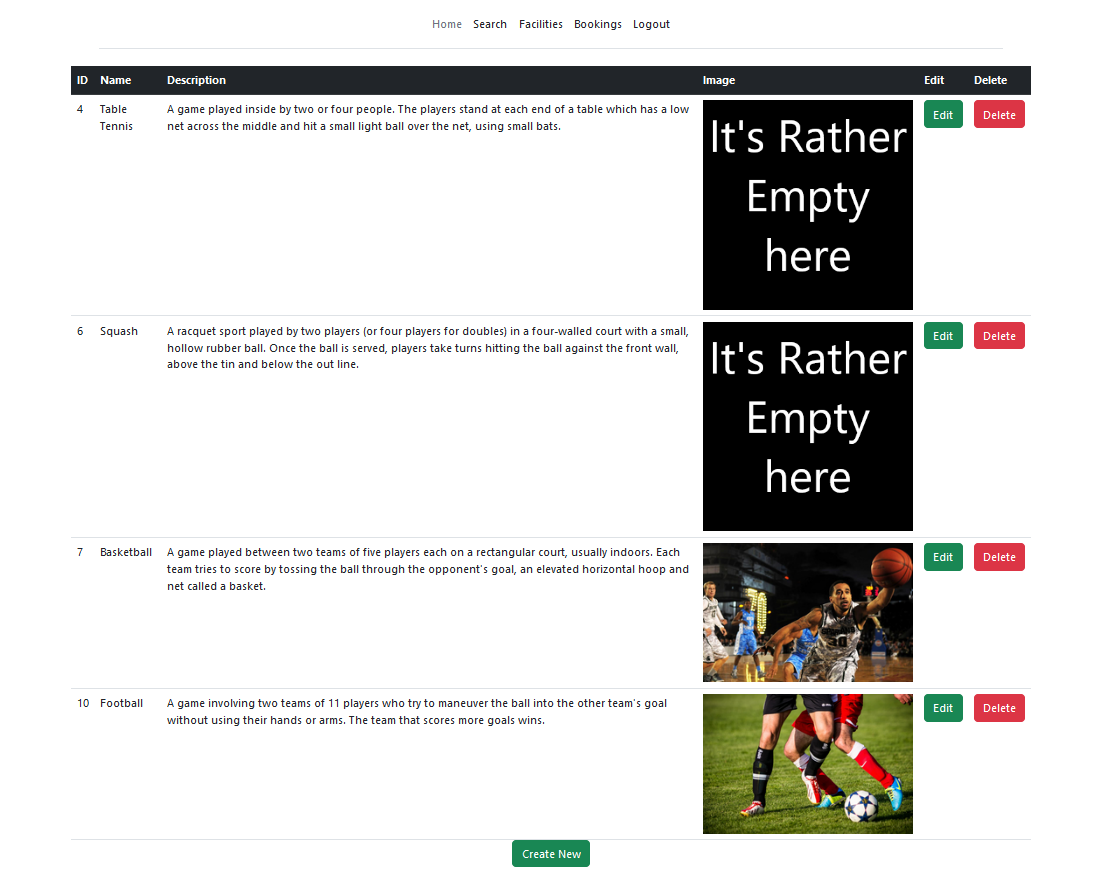 Home Search Facilities Bookings Logout
ID Name Description Image Edit Delete
4 Table Tennis
A game played inside by two or four people. The players stand at each end of a table which has a low
net across the middle and hit a small light ball over the net, using small bats.
It's Rather
Empty
here
Edit Delete
6 Squash
A racquet sport played by two players (or four players for doubles) in a four-walled court with a small,
hollow rubber ball. Once the ball is served, players take turns hitting the ball against the front wall,
above the tin and below the out line.
It's Rather
Empty
here
Edit Delete
7 Basketball
A game played between two teams of five players each on a rectangular court, usually indoors. Each
team tries to score by tossing the ball through the opponent's goal, an elevated horizontal hoop and
net called a basket.
Edit Delete
10 Football
A game involving two teams of 11 players who try to maneuver the ball into the other team's goal
without using their hands or arms. The team that scores more goals wins.
Edit Delete
Create New